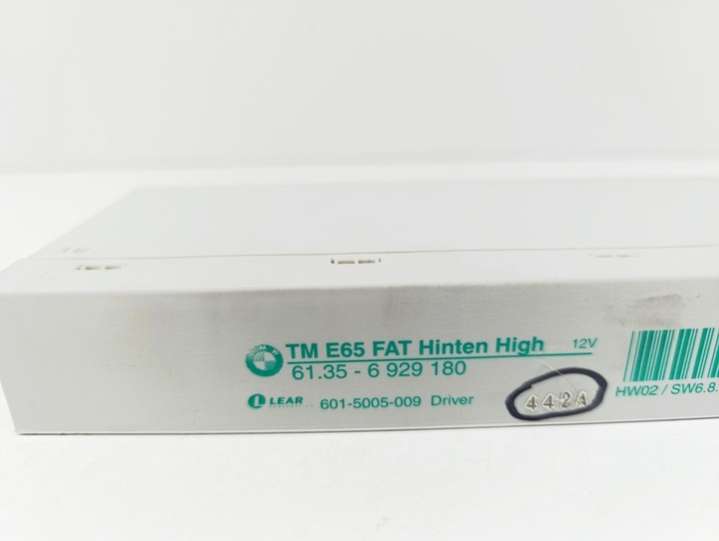 TM E65 FAT Hinten High 12V
61.35 - 6 929 180
LEAR 601-5005-009 Driver
442A
HW02 / SW6.8.